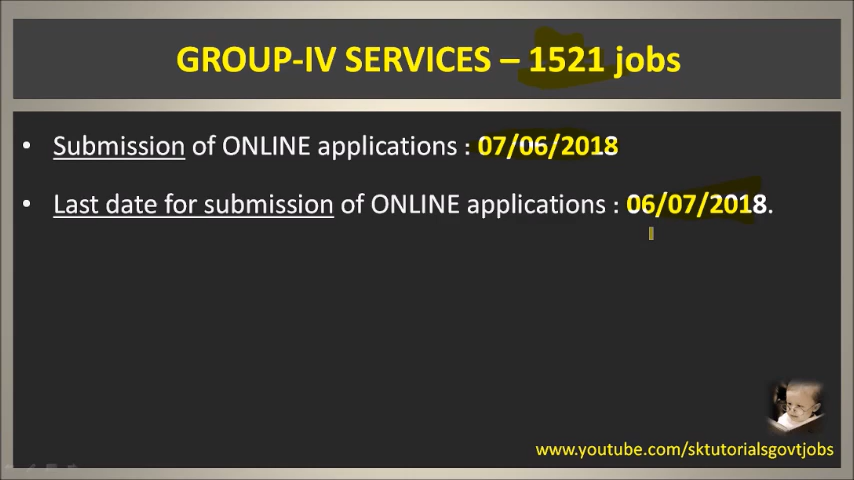 GROUP-IV SERVICES – 1521 jobs
• Submission of ONLINE applications : 07/06/2018
• Last date for submission of ONLINE applications : 06/07/2018.
www.youtube.com/sktutorialsgovtjobs